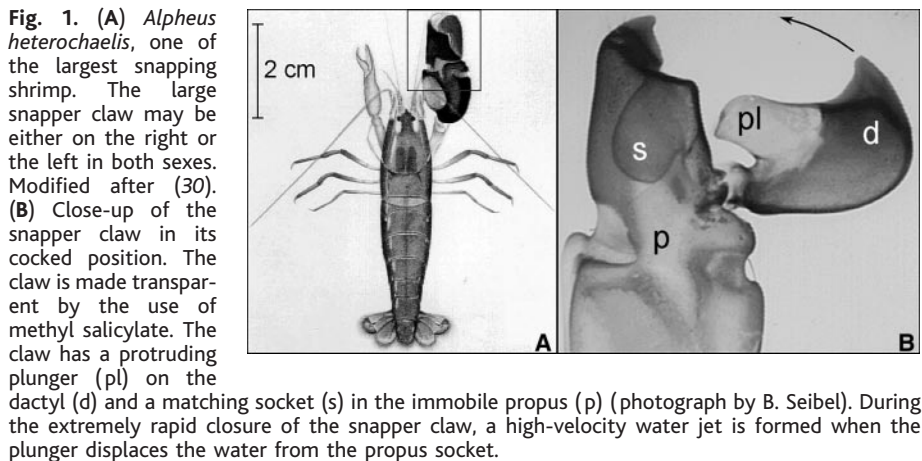 Fig. 1. (A) Alpheus
heterochaelis, one of
the largest snapping
shrimp. The large
snapper claw may be
either on the right or
the left in both sexes.
Modified after (30).
(B) Close-up of the
snapper claw in its
cocked position. The
claw is made transpar-
ent by the use of
methyl salicylate. The
claw has a protruding
plunger (pl) on the
dactyl (d) and a matching socket (s) in the immobile propus (p) (photograph by B. Seibel). During
the extremely rapid closure of the snapper claw, a high-velocity water jet is formed when the
plunger displaces the water from the propus socket.
2 cm
A
s
pl
d
p
B